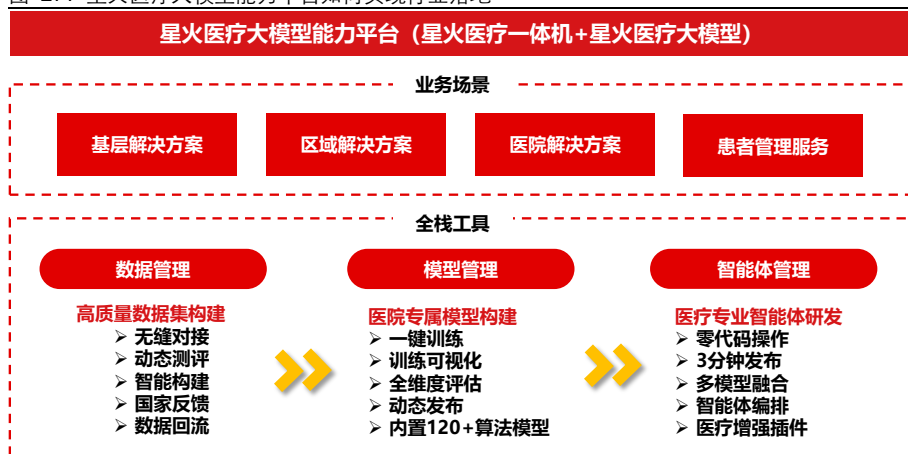 星火医疗大模型能力平台（星火医疗一体机+星火医疗大模型）
业务场景
基层解决方案
区域解决方案
医院解决方案
患者管理服务
全栈工具
数据管理
高质量数据集构建
➢ 无缝对接
➢ 动态测评
➢ 智能构建
➢ 国家反馈
➢ 数据回流
模型管理
医院专属模型构建
➢ 一键训练
➢ 训练可视化
➢ 全维度评估
➢ 动态发布
➢ 内置120+算法模型
智能体管理
医疗专业智能体研发
➢ 零代码操作
➢ 3分钟发布
➢ 多模型融合
➢ 智能体编排
➢ 医疗增强插件